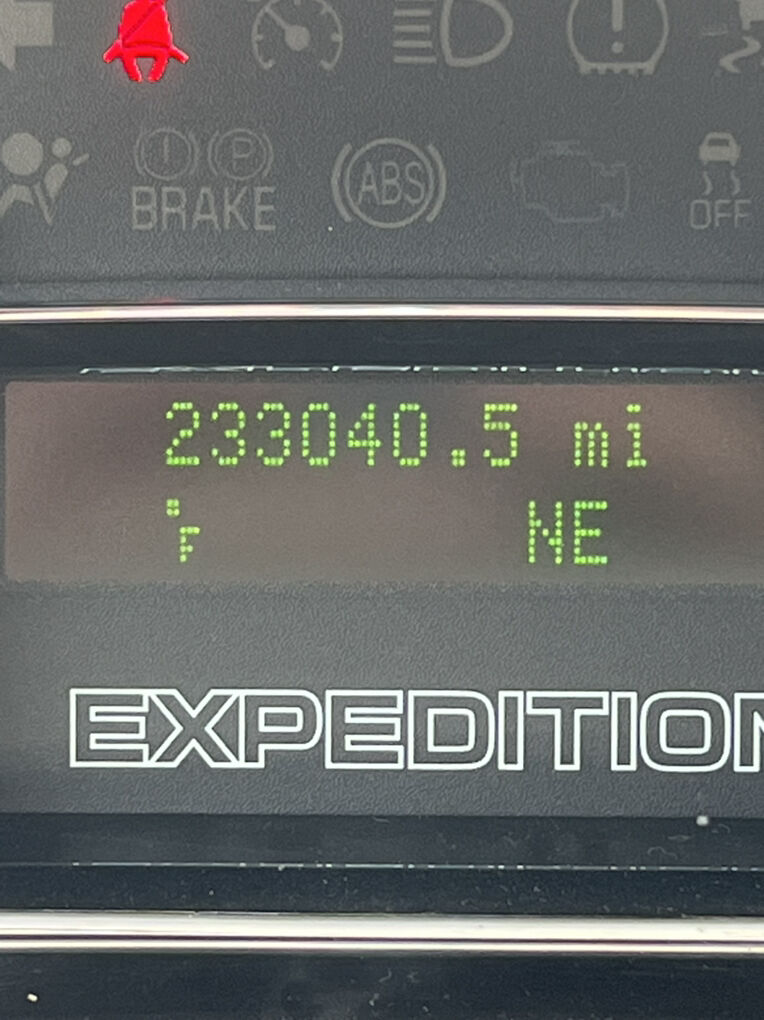 P
BRAKE
ABS
OFF
233040.5 mi
°F NE
EXPEDITION